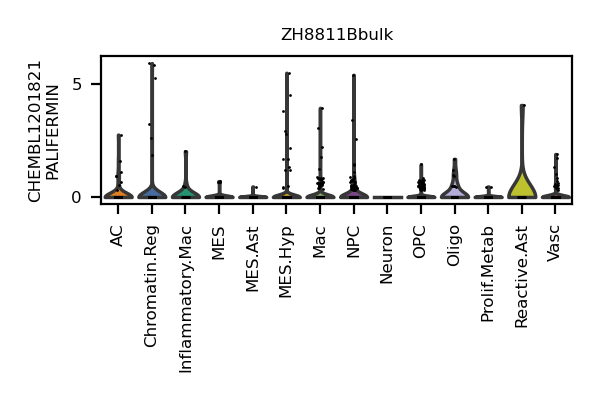 ZH8811Bbulk
CHEMBL1201821
PALIFERMIN
5
0
AC
Chromatin.Reg
Inflammatory.Mac
MES
MES.Ast
MES.Hyp
Mac
NPC
Neuron
OPC
Oligo
Prolif.Metab
Reactive.Ast
Vasc